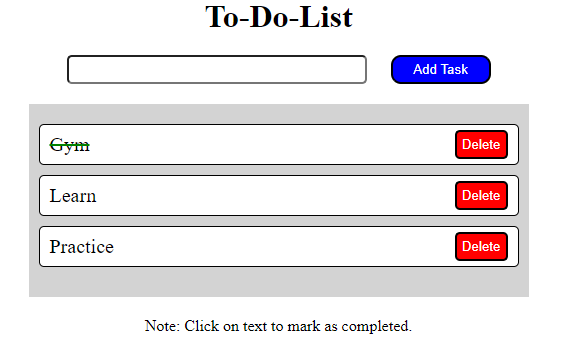 To-Do-List
Add Task
Gym Delete
Learn Delete
Practice Delete
Note: Click on text to mark as completed.